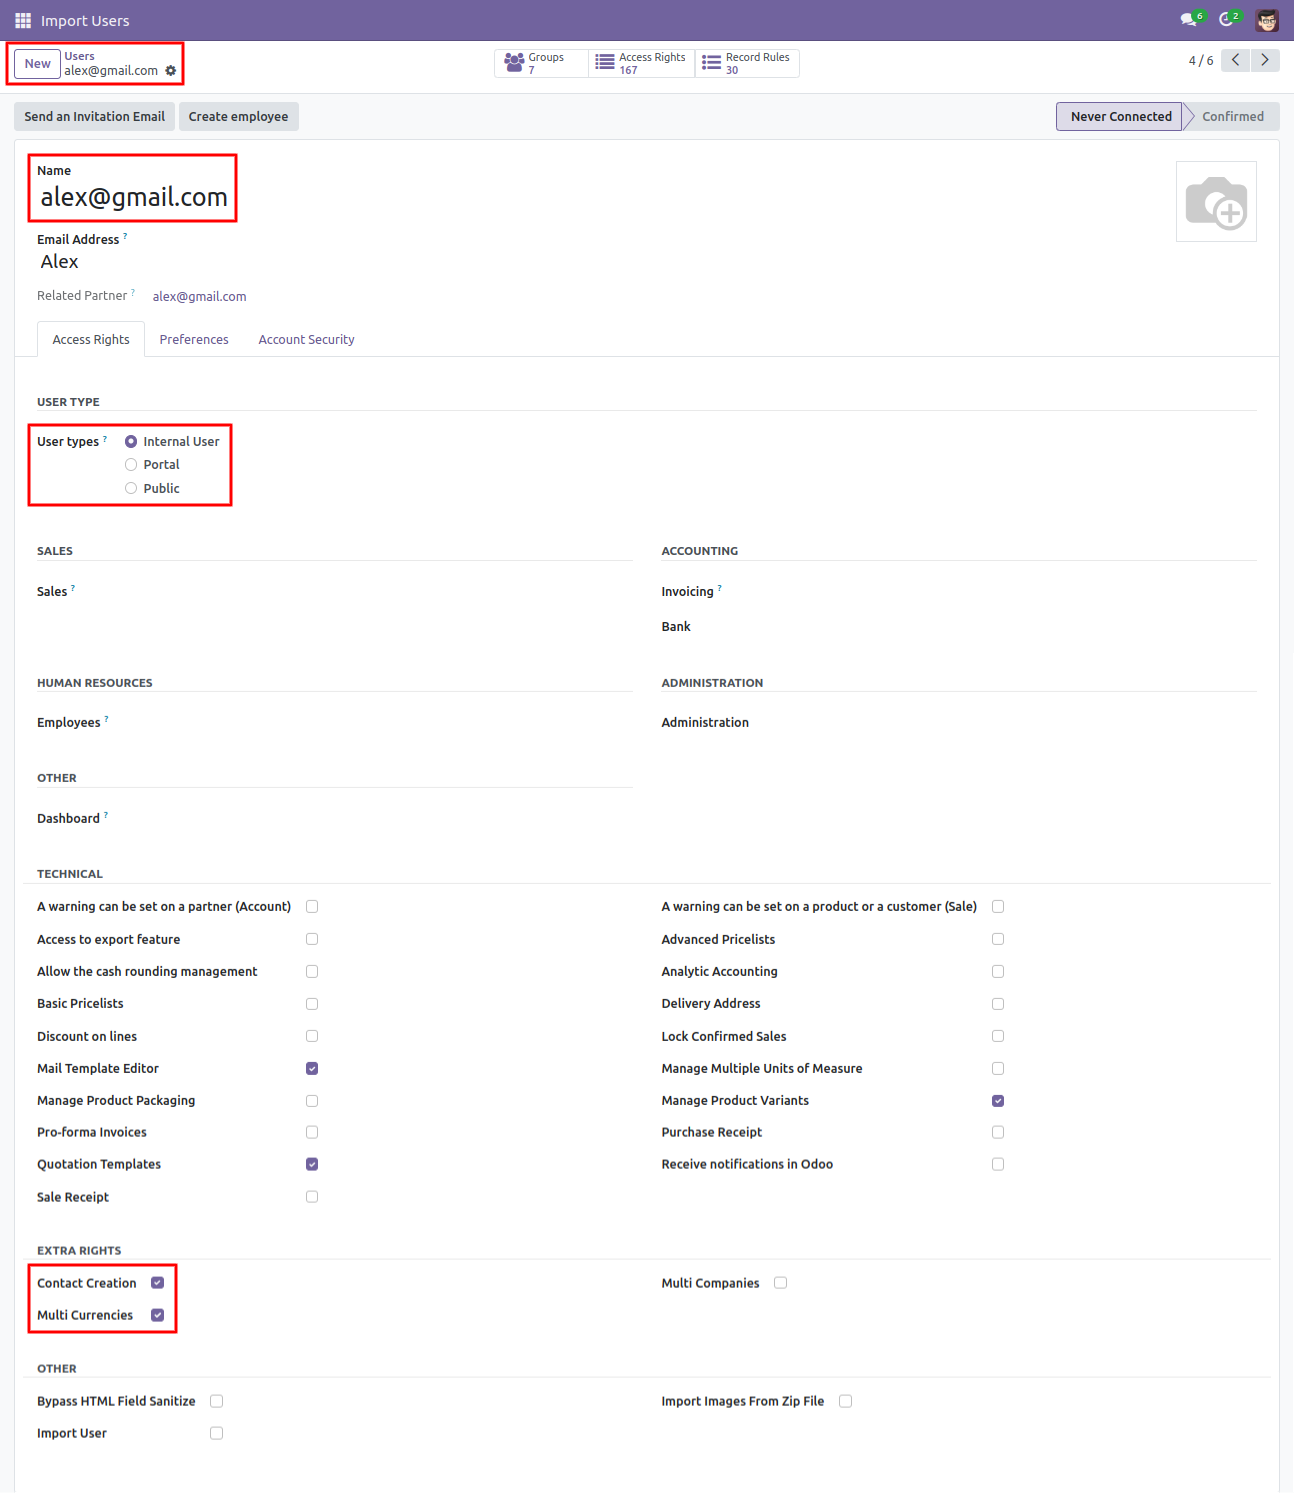 Import Users
6
2
New
Users
alex@gmail.com
Groups
7
Access Rights
167
Record Rules
30
4 / 6
Send an Invitation Email
Create employee
Never Connected
Confirmed
Name
alex@gmail.com
Email Address ?
Alex
Related Partner ? alex@gmail.com
Access Rights
Preferences
Account Security
USER TYPE
User types ?
Internal User
Portal
Public
SALES
Sales ?
ACCOUNTING
Invoicing ?
Bank
HUMAN RESOURCES
Employees ?
ADMINISTRATION
Administration
OTHER
Dashboard ?
TECHNICAL
A warning can be set on a partner (Account)
A warning can be set on a product or a customer (Sale)
Access to export feature
Advanced Pricelists
Allow the cash rounding management
Analytic Accounting
Basic Pricelists
Delivery Address
Discount on lines
Lock Confirmed Sales
Mail Template Editor
Manage Multiple Units of Measure
Manage Product Packaging
Manage Product Variants
Pro-forma Invoices
Purchase Receipt
Quotation Templates
Receive notifications in Odoo
Sale Receipt
EXTRA RIGHTS
Contact Creation
Multi Companies
Multi Currencies
OTHER
Bypass HTML Field Sanitize
Import Images From Zip File
Import User